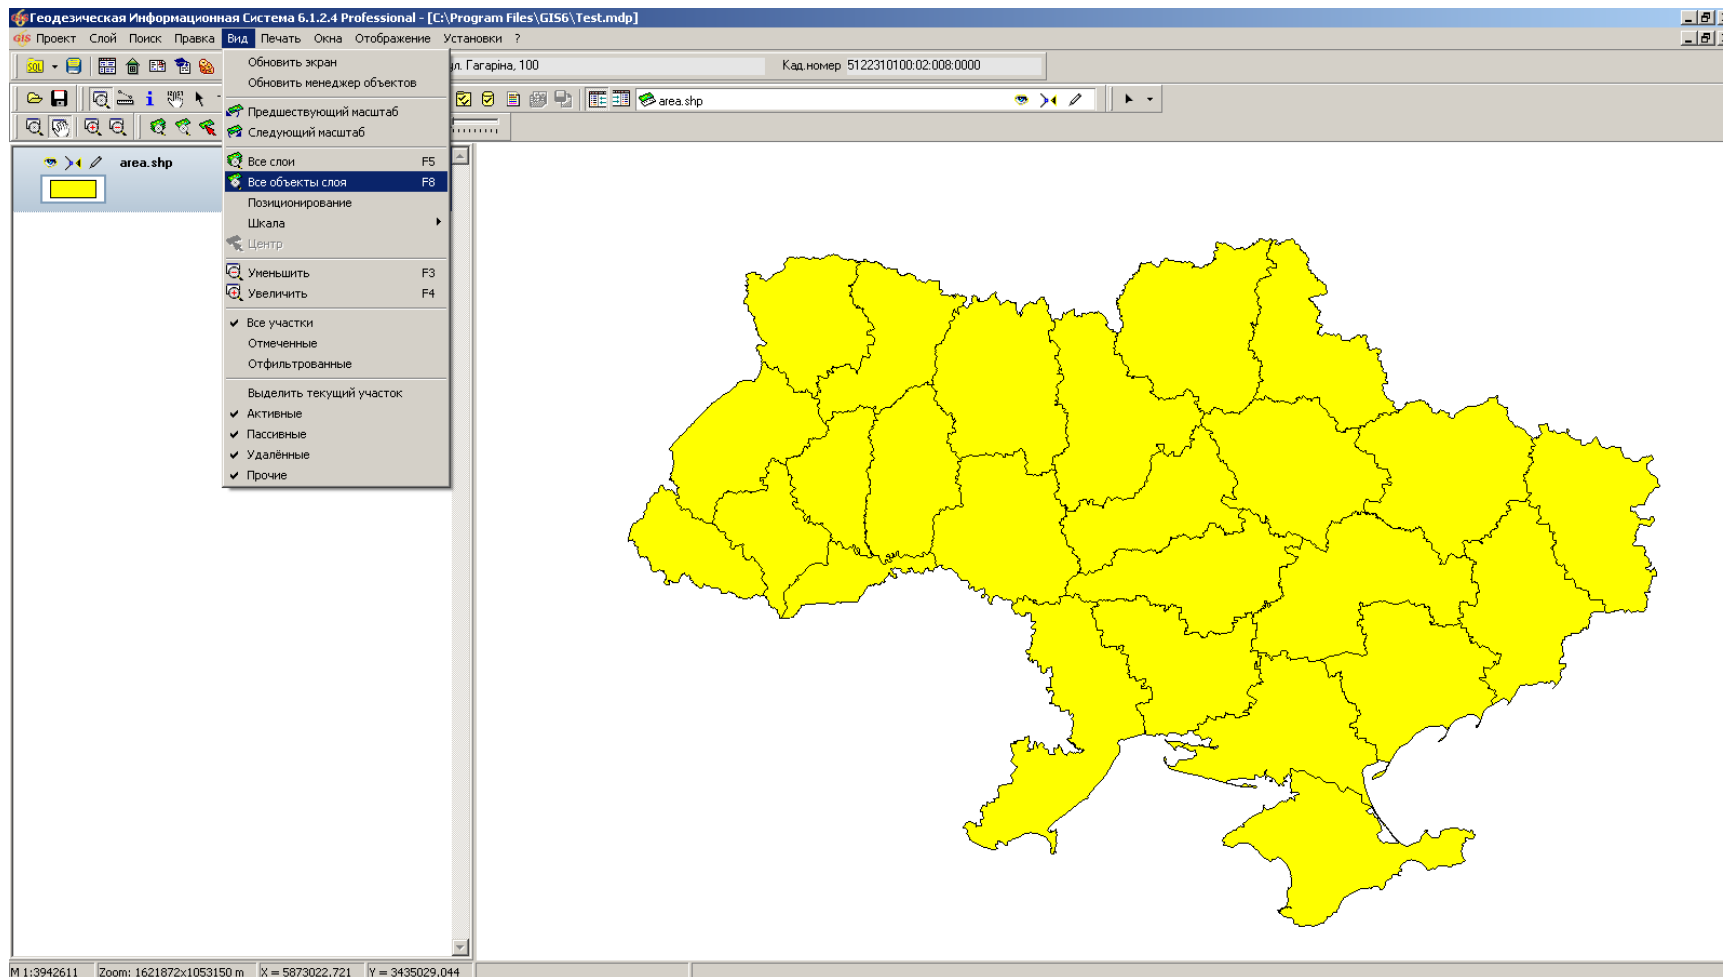 Геодезическая Информационная Система 6.1.2.4 Professional - [C:\Program Files\GIS6\Test.mdp]
GIS Проект Слой Поиск Правка Вид Печать Окна Отображение Установки ?
SQL
Гагаріна, 100 Кад.номер 5122310100:02:008:0000
area.shp
area.shp
Обновить экран
Обновить менеджер объектов
Предшествующий масштаб
Следующий масштаб
Все слои F5
Все объекты слоя F8
Позиционирование
Шкала
Центр
Уменьшить F3
Увеличить F4
Все участки
Отмеченные
Отфильтрованные
Выделить текущий участок
Активные
Пассивные
Удалённые
Прочие
M 1:3942611 Zoom: 1621872x1053150 m X = 5873022,721 Y = 3435029,044